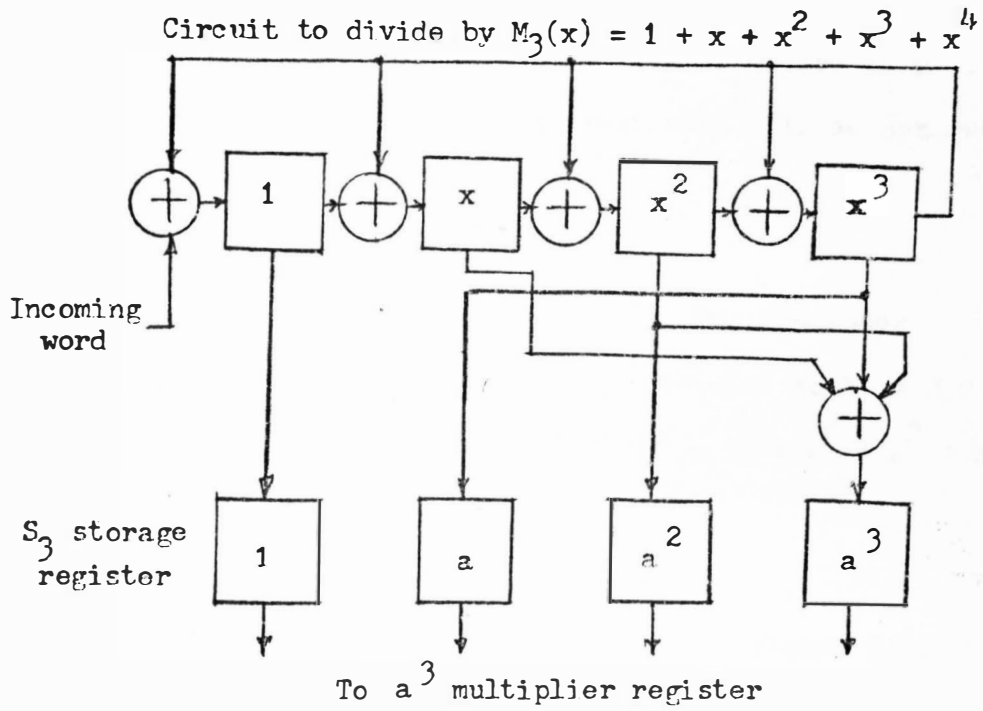 Circuit to divide by M₃(x) = 1 + x + x² + x³ + x⁴
+ 1 + x + x² + x³
Incoming
word
+
S₃ storage
register
1 a a² a³
To a³ multiplier register